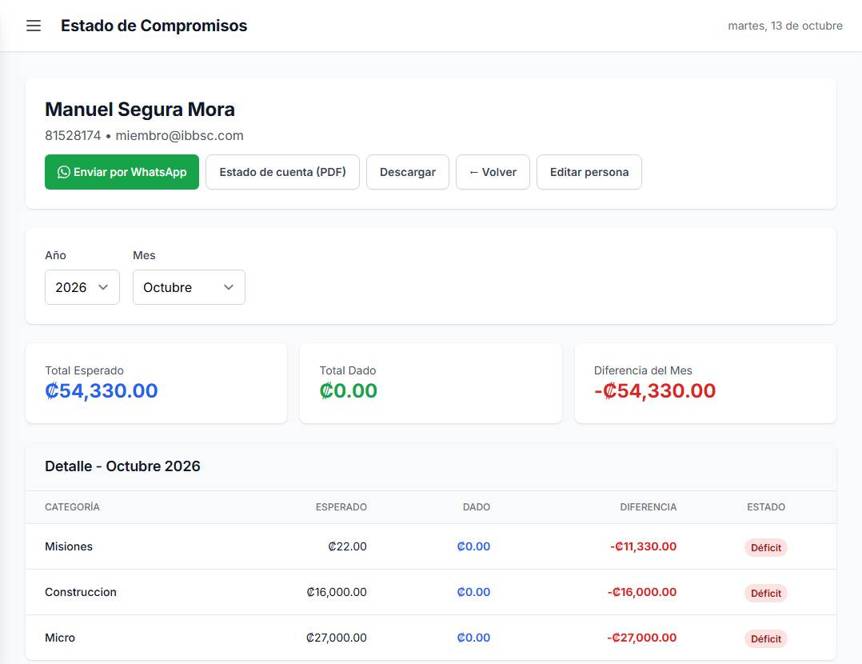 Estado de Compromisos
martes, 13 de octubre
Manuel Segura Mora
81528174 • miembro@ibbsc.com
Enviar por WhatsApp Estado de cuenta (PDF) Descargar ← Volver Editar persona
Año Mes
2026 Octubre
Total Esperado Total Dado Diferencia del Mes
₡54,330.00 ₡0.00 -₡54,330.00
Detalle - Octubre 2026
CATEGORÍA ESPERADO DADO DIFERENCIA ESTADO
Misiones ₡22.00 ₡0.00 -₡11,330.00 Déficit
Construccion ₡16,000.00 ₡0.00 -₡16,000.00 Déficit
Micro ₡27,000.00 ₡0.00 -₡27,000.00 Déficit